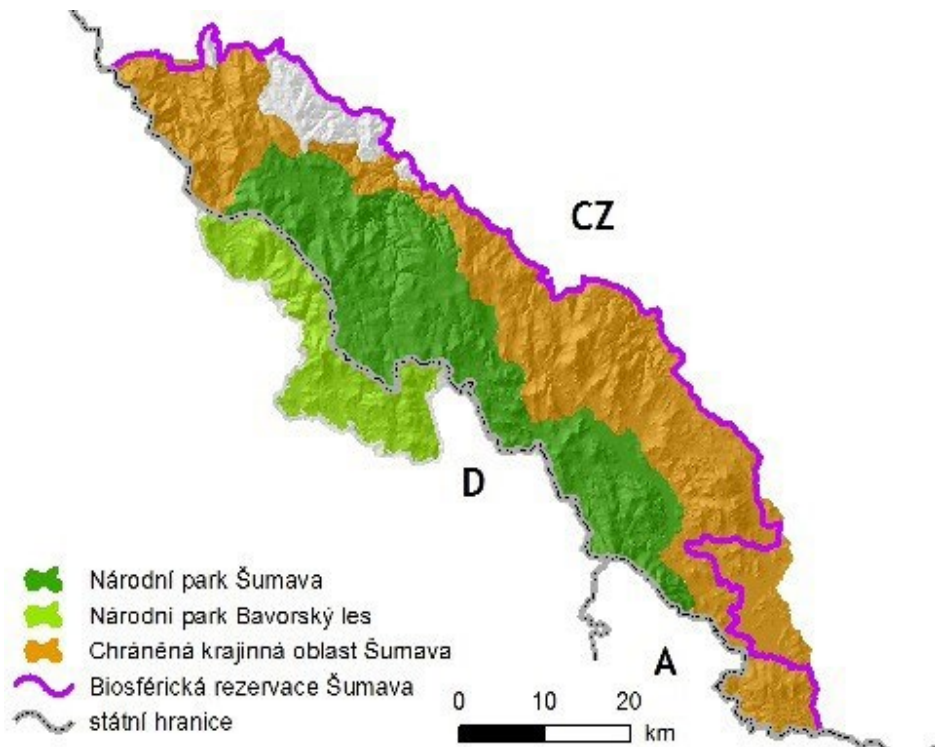 CZ
D
A
Národní park Šumava
Národní park Bavorský les
Chráněná krajinná oblast Šumava
Biosférická rezervace Šumava
státní hranice
0 10 20
km